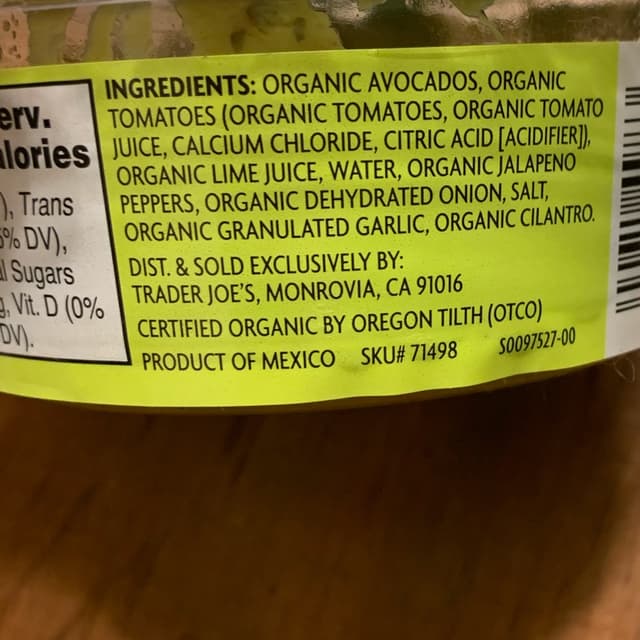 INGREDIENTS: ORGANIC AVOCADOS, ORGANIC
TOMATOES (ORGANIC TOMATOES, ORGANIC TOMATO
JUICE, CALCIUM CHLORIDE, CITRIC ACID [ACIDIFIER]),
ORGANIC LIME JUICE, WATER, ORGANIC JALAPENO
PEPPERS, ORGANIC DEHYDRATED ONION, SALT,
ORGANIC GRANULATED GARLIC, ORGANIC CILANTRO.
DIST. & SOLD EXCLUSIVELY BY:
TRADER JOE'S, MONROVIA, CA 91016
CERTIFIED ORGANIC BY OREGON TILTH (OTCO)
PRODUCT OF MEXICO SKU# 71498 S0097527-00
erv.
alories
), Trans
% DV),
Sugars
, Vit. D (0%
DV).